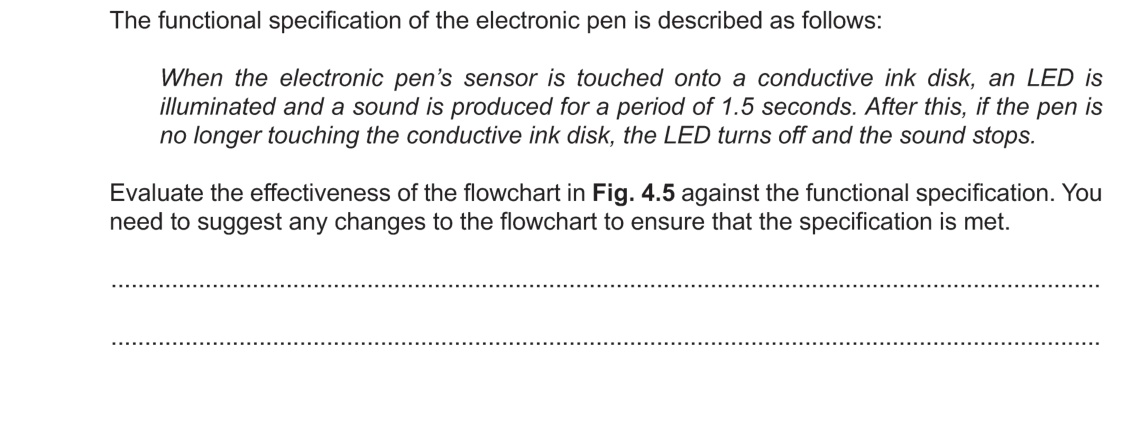 The functional specification of the electronic pen is described as follows:
When the electronic pen’s sensor is touched onto a conductive ink disk, an LED is
illuminated and a sound is produced for a period of 1.5 seconds. After this, if the pen is
no longer touching the conductive ink disk, the LED turns off and the sound stops.
Evaluate the effectiveness of the flowchart in Fig. 4.5 against the functional specification. You
need to suggest any changes to the flowchart to ensure that the specification is met.